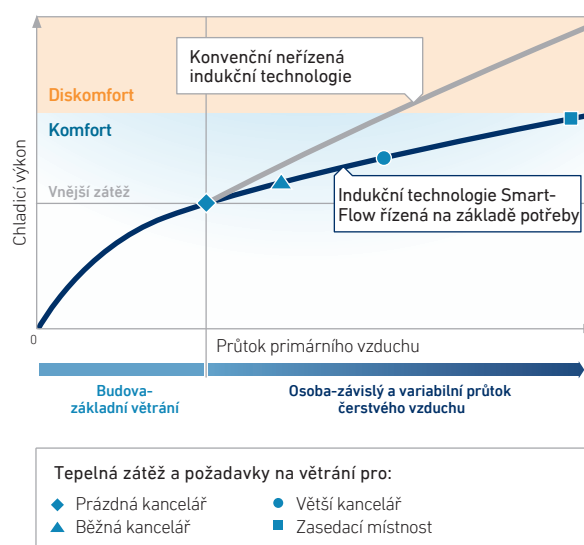 Konvenční neřízená
indukční technologie
Diskomfort
Komfort
Vnější zátěž
Chladicí výkon
Indukční technologie Smart-
Flow řízená na základě potřeby
0
Průtok primárního vzduchu
Budova-
základní větrání
Osoba-závislý a variabilní průtok
čerstvého vzduchu
Tepelná zátěž a požadavky na větrání pro:
Prázdná kancelář
Větší kancelář
Běžná kancelář
Zasedací místnost